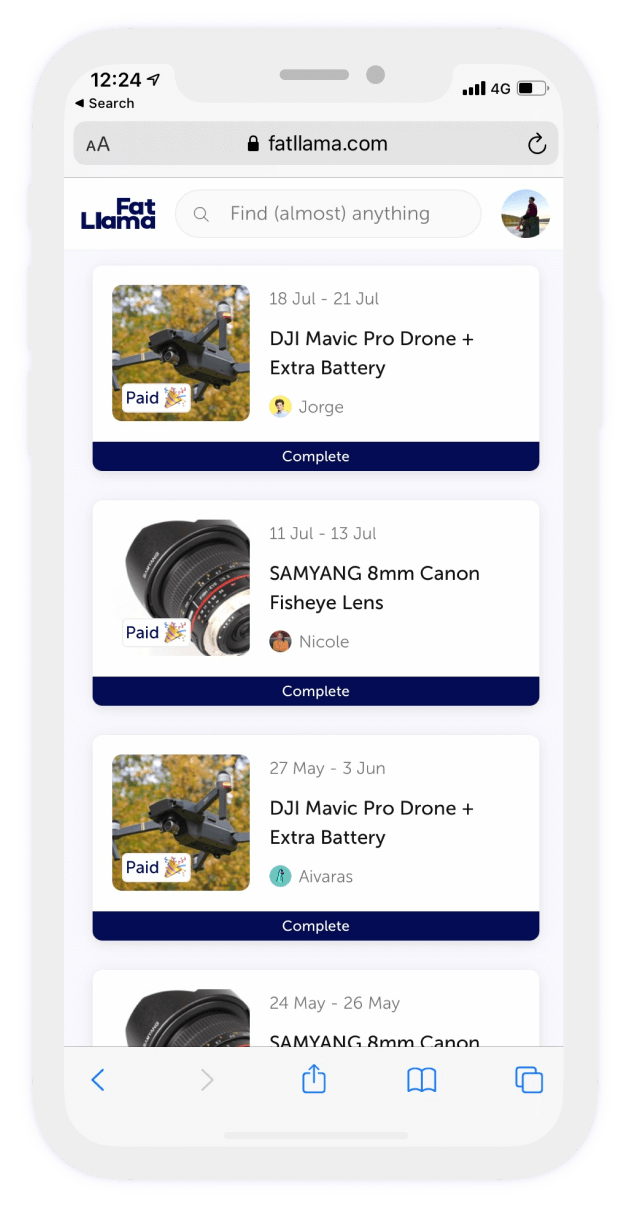 12:24
4G
◀ Search
AA
fatllama.com
Fat
Llama
Find (almost) anything
18 Jul - 21 Jul
DJI Mavic Pro Drone +
Extra Battery
Paid
Jorge
Complete
11 Jul - 13 Jul
SAMYANG 8mm Canon
Fisheye Lens
SAMYANG
Paid
Nicole
Complete
27 May - 3 Jun
DJI Mavic Pro Drone +
Extra Battery
Paid
Aivaras
Complete
24 May - 26 May
SAMYANG 8mm Canon
SAMYANG